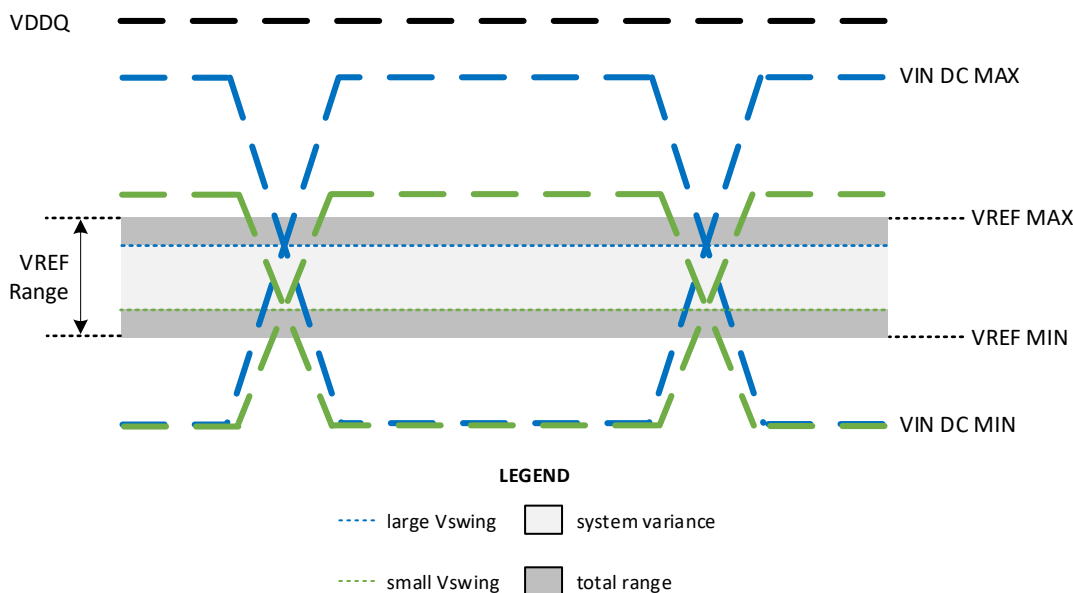 VDDQ
VIN DC MAX
VREF MAX
VREF
Range
VREF MIN
VIN DC MIN
LEGEND
large Vswing
system variance
small Vswing
total range